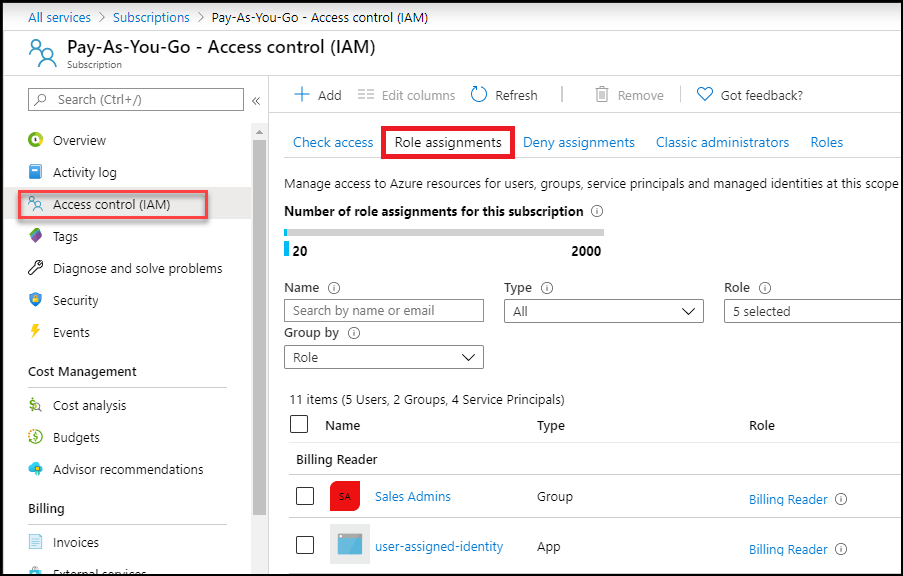 All services > Subscriptions > Pay-As-You-Go - Access control (IAM)
Pay-As-You-Go - Access control (IAM)
Subscription
Search (Ctrl+/)
«
Overview
Activity log
Access control (IAM)
Tags
Diagnose and solve problems
Security
Events
Cost Management
Cost analysis
Budgets
Advisor recommendations
Billing
Invoices
External services
Add Edit columns Refresh Remove Got feedback?
Check access Role assignments Deny assignments Classic administrators Roles
Manage access to Azure resources for users, groups, service principals and managed identities at this scope
Number of role assignments for this subscription
20 2000
Name Type Role
Search by name or email All 5 selected
Group by
Role
11 items (5 Users, 2 Groups, 4 Service Principals)
Name Type Role
Billing Reader
SA Sales Admins Group Billing Reader
user-assigned-identity App Billing Reader